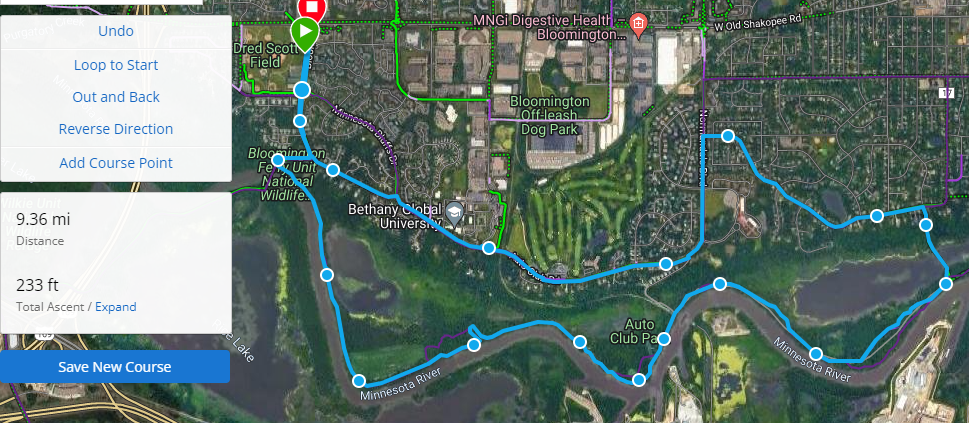 Undo
Loop to Start
Out and Back
Reverse Direction
Add Course Point
9.36 mi
Distance
233 ft
Total Ascent / Expand
Save New Course
MNGI Digestive Health –
Bloomington...
W Old Shakopee Rd
Dred Scott
Field
Bloomington
Off-leash
Dog Park
17
Minnesota Bluffs Dr
Bloomington
Ferry Unit
National
Wildlife...
Bethany Global
University
Auto
Club Pa
Lake
Minnesota River
Minnesota River